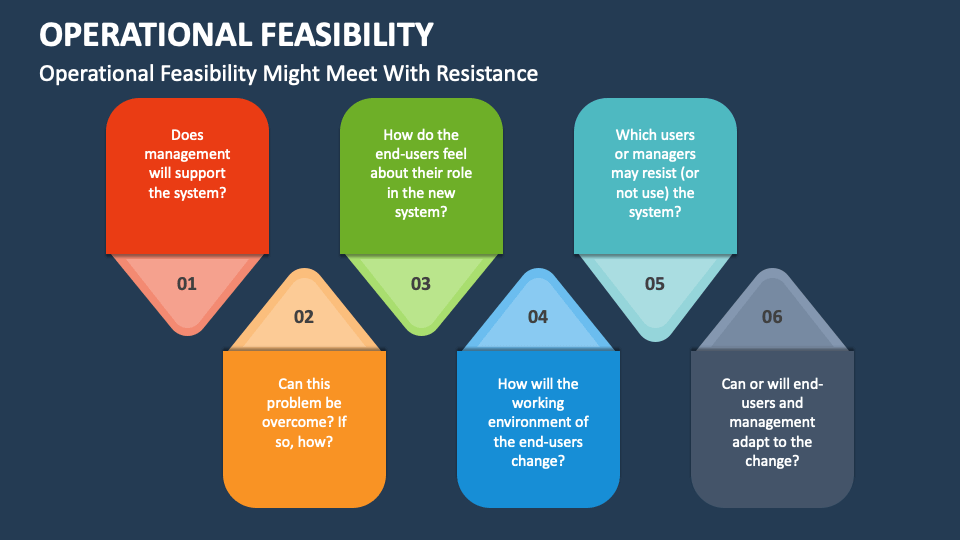 OPERATIONAL FEASIBILITY
Operational Feasibility Might Meet With Resistance
Does
management
will support
the system?
01
Can this
problem be
overcome? If
so, how?
02
How do the
end-users feel
about their role
in the new
system?
03
How will the
working
environment of
the end-users
change?
04
Which users
or managers
may resist (or
not use) the
system?
05
Can or will end-
users and
management
adapt to the
change?
06